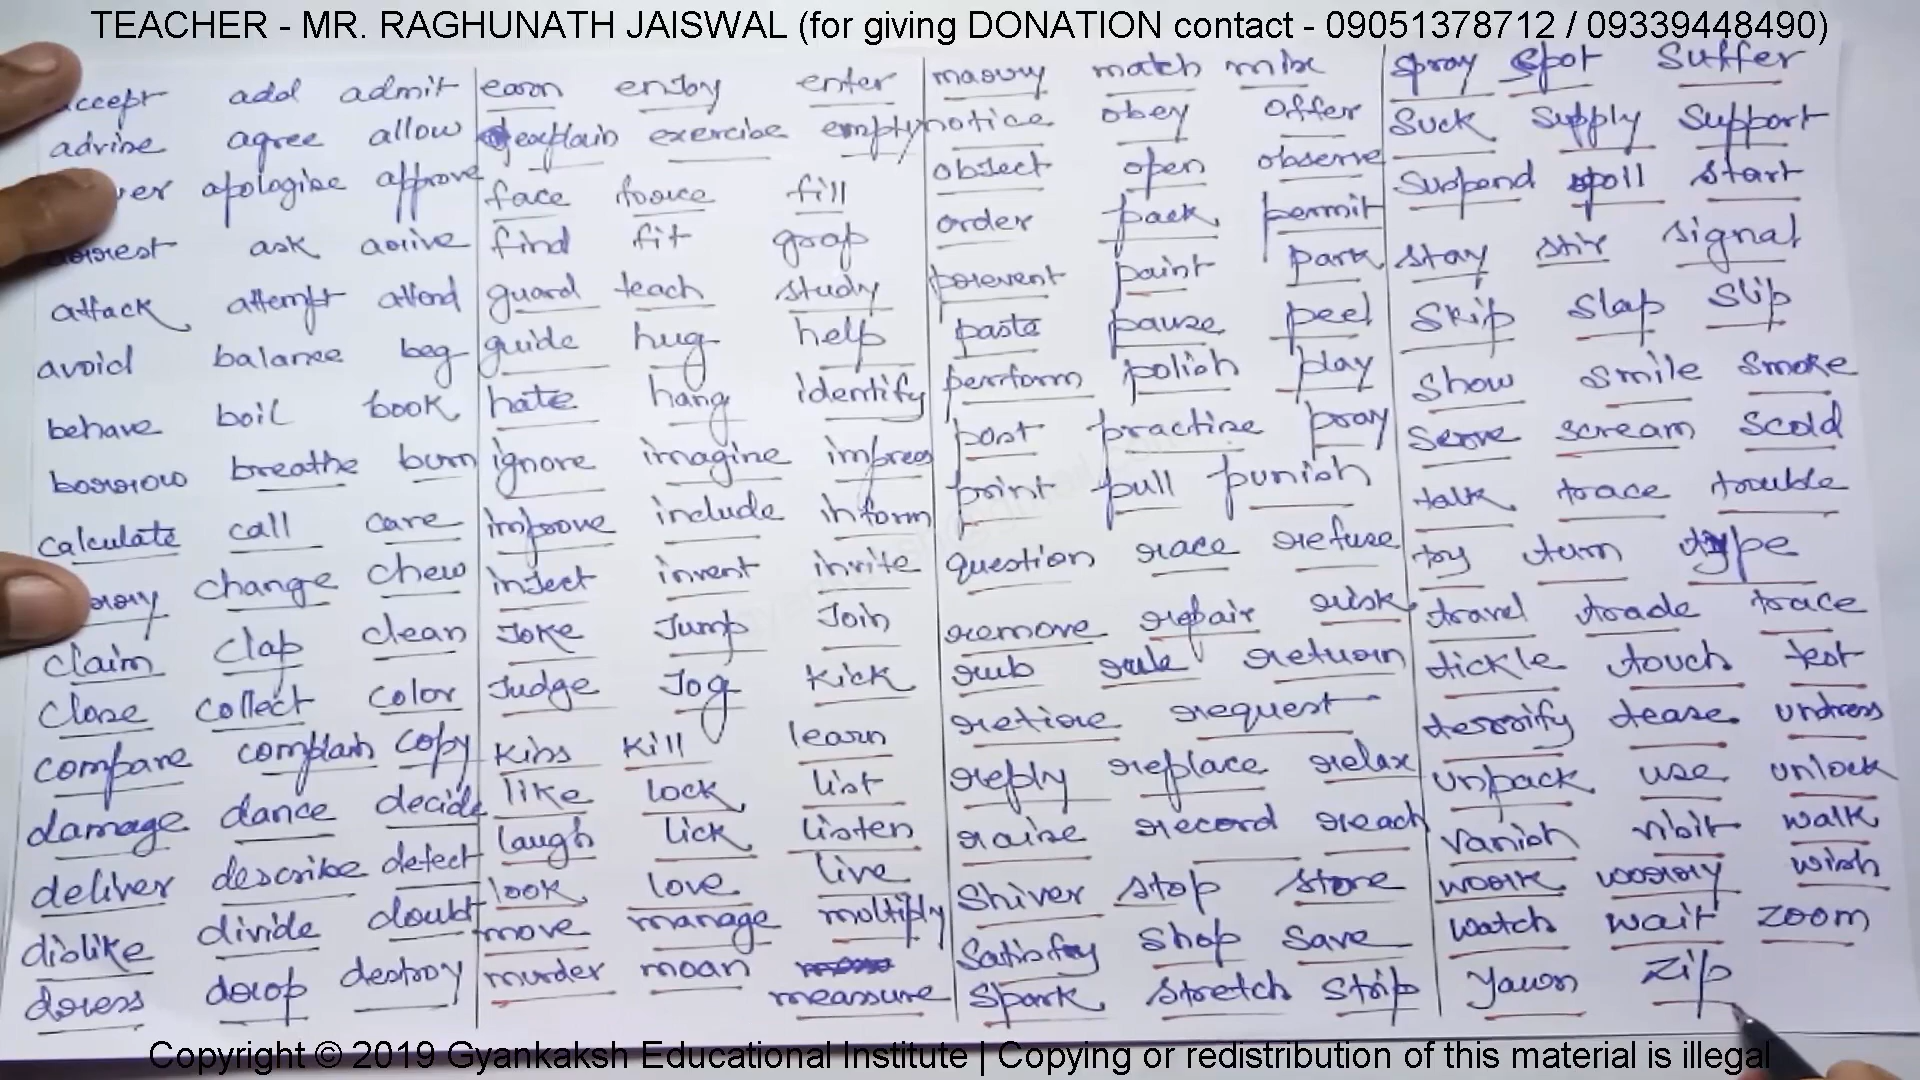 TEACHER - MR. RAGHUNATH JAISWAL (for giving DONATION contact - 09051378712 / 09339448490)
accept add admit
advise agree allow
apologise approve
arrest ask arrive
attack attempt attend
avoid balance beg
behave boil book
borrow breathe burn
calculate call care
change chew
claim clap clean
close collect color
compare complain copy
damage dance decide
deliver describe detect
dislike divide doubt
dress drop destroy
earn enjoy enter
explain exercise empty
face force fill
find fit grap
guard teach study
guide hug help
hate hang identify
ignore imagine impress
improve include inform
inject invent invite
Joke Jump Join
Judge Jog kick
kiss kill learn
like lock list
laugh lick listen
look love live
move manage moltiply
murder moan
meassure
marry match mix
notice obey offer
object open observe
order pack permit
prevent paint park
paste pause peel
perrform polish play
post practise pray
print pull punish
question race refuse
remove repair risk
rub rule return
retire request
reply replace relax
raise record reach
Shiver stop store
Satisfy Shop Save
Spark Stretch Strip
Spray Spot Suffer
Suck Supply Support
Suspend spoll start
Stay stir signal
Skip Slap Slip
Show Smile Smoke
Serve Scream Scold
talk trace trouble
try turn type
travel trade trace
tickle touch test
terrify tease undress
unpack use unlock
Vanish visit walk
work worry wish
watch wait zoom
Yawn Zip
Copyright © 2019 Gyankaksh Educational Institute | Copying or redistribution of this material is illegal